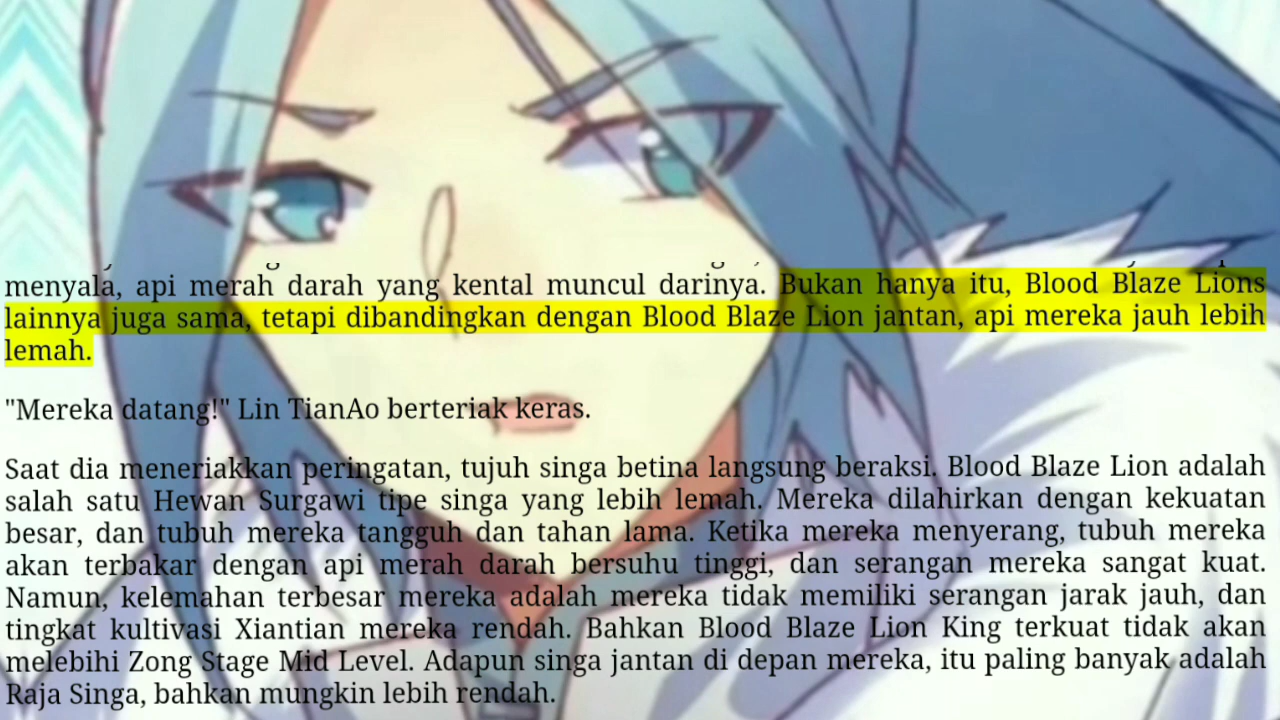 menyala, api merah darah yang kental muncul darinya. Bukan hanya itu, Blood Blaze Lions
lainnya juga sama, tetapi dibandingkan dengan Blood Blaze Lion jantan, api mereka jauh lebih
lemah.
"Mereka datang!" Lin TianAo berteriak keras.
Saat dia meneriakkan peringatan, tujuh singa betina langsung beraksi. Blood Blaze Lion adalah
salah satu Hewan Surgawi tipe singa yang lebih lemah. Mereka dilahirkan dengan kekuatan
besar, dan tubuh mereka tangguh dan tahan lama. Ketika mereka menyerang, tubuh mereka
akan terbakar dengan api merah darah bersuhu tinggi, dan serangan mereka sangat kuat.
Namun, kelemahan terbesar mereka adalah mereka tidak memiliki serangan jarak jauh, dan
tingkat kultivasi Xiantian mereka rendah. Bahkan Blood Blaze Lion King terkuat tidak akan
melebihi Zong Stage Mid Level. Adapun singa jantan di depan mereka, itu paling banyak adalah
Raja Singa, bahkan mungkin lebih rendah.